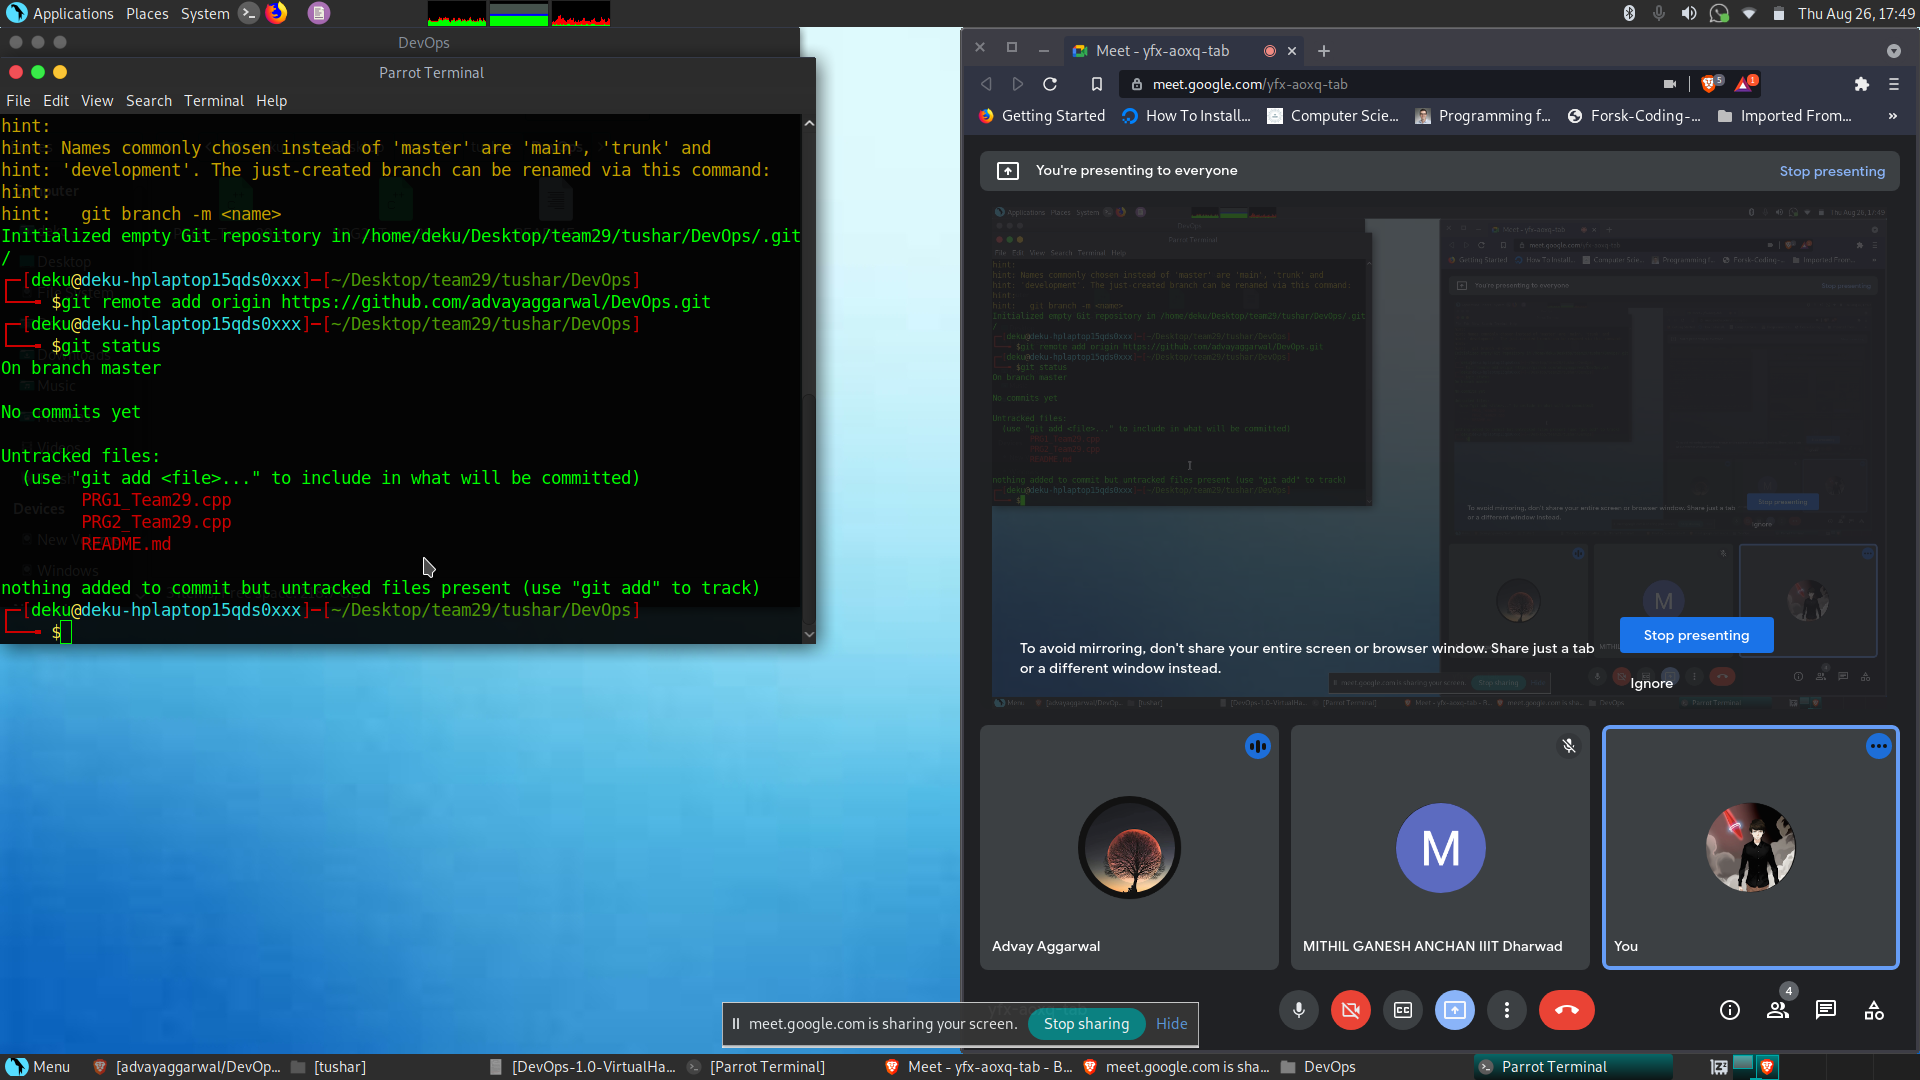 Applications Places System
Thu Aug 26, 17:49
DevOps
Parrot Terminal
File Edit View Search Terminal Help
hint:
hint: Names commonly chosen instead of 'master' are 'main', 'trunk' and
hint: 'development'. The just-created branch can be renamed via this command:
hint:
hint:   git branch -m <name>
Initialized empty Git repository in /home/deku/Desktop/team29/tushar/DevOps/.git
/
[deku@deku-hplaptop15qds0xxx]─[~/Desktop/team29/tushar/DevOps]
$git remote add origin https://github.com/advayaggarwal/DevOps.git
[deku@deku-hplaptop15qds0xxx]─[~/Desktop/team29/tushar/DevOps]
$git status
On branch master
No commits yet
Untracked files:
(use "git add <file>..." to include in what will be committed)
PRG1_Team29.cpp
PRG2_Team29.cpp
README.md
nothing added to commit but untracked files present (use "git add" to track)
[deku@deku-hplaptop15qds0xxx]─[~/Desktop/team29/tushar/DevOps]
$
Desktop
Music
Videos
Devices
Windows
Meet - yfx-aoxq-tab
meet.google.com/yfx-aoxq-tab
5
1
Getting Started How To Install... Computer Scie... Programming f... Forsk-Coding-... Imported From... »
You're presenting to everyone
Stop presenting
To avoid mirroring, don't share your entire screen or browser window. Share just a tab
or a different window instead.
Stop presenting
Ignore
M
Advay Aggarwal
MITHIL GANESH ANCHAN IIIT Dharwad
You
4
meet.google.com is sharing your screen. Stop sharing Hide
Menu [advayaggarwal/DevOp... [tushar] [DevOps-1.0-VirtualHa... [Parrot Terminal] Meet - yfx-aoxq-tab - B... meet.google.com is sha... DevOps Parrot Terminal